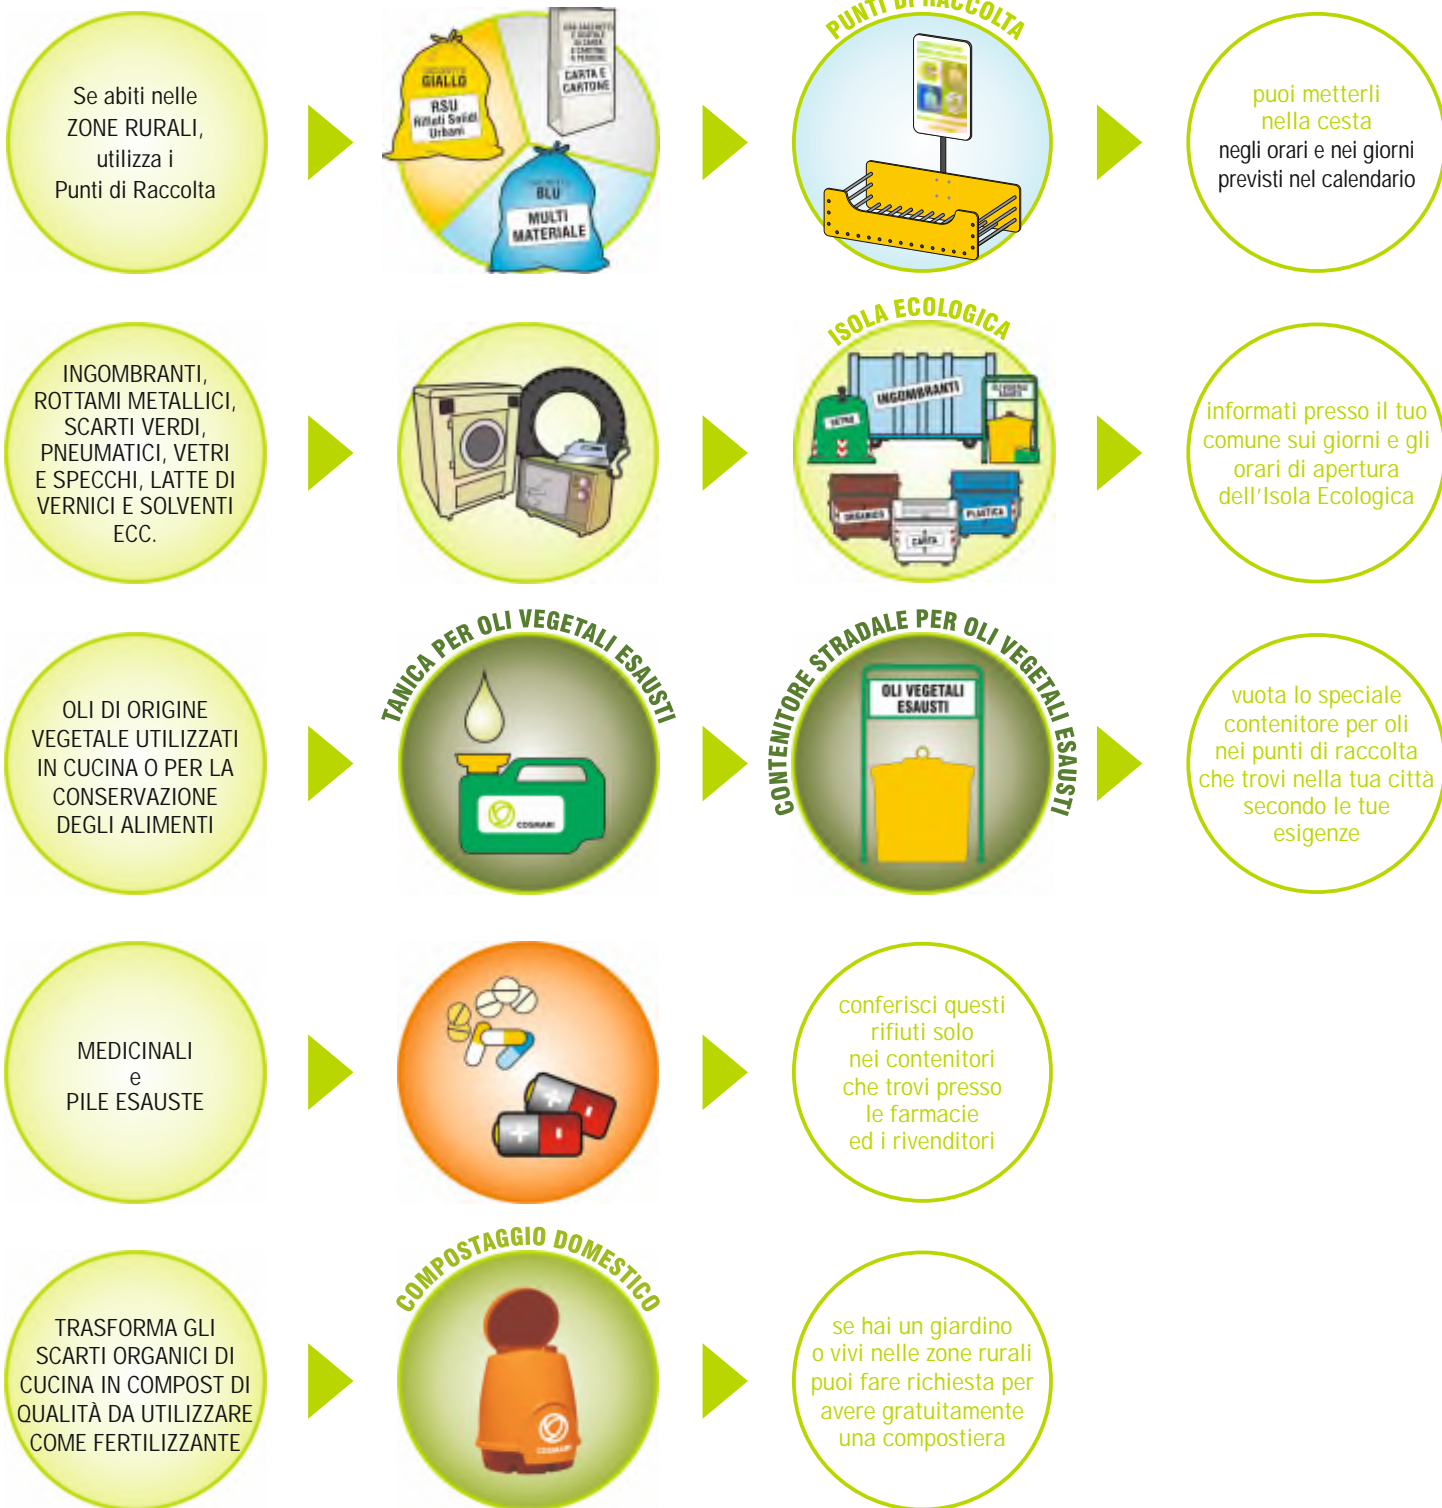 Se abiti nelle
ZONE RURALI,
utilizza i
Punti di Raccolta
GIALLO
RSU
Rifiuti Solidi
Urbani
CARTA E
CARTONE
BLU
MULTI
MATERIALE
PUNTI DI RACCOLTA
puoi metterli
nella cesta
negli orari e nei giorni
previsti nel calendario
INGOMBRANTI,
ROTTAMI METALLICI,
SCARTI VERDI,
PNEUMATICI, VETRI
E SPECCHI, LATTE DI
VERNICI E SOLVENTI
ECC.
ISOLA ECOLOGICA
INGOMBRANTI
VETRO
OLI VEGETALI
ESAUSTI
ORGANICO
CARTA
PLASTICA
informati presso il tuo
comune sui giorni e gli
orari di apertura
dell'Isola Ecologica
OLI DI ORIGINE
VEGETALE UTILIZZATI
IN CUCINA O PER LA
CONSERVAZIONE
DEGLI ALIMENTI
TANICA PER OLI VEGETALI ESAUSTI
COSMARI
CONTENITORE STRADALE PER OLI VEGETALI ESAUSTI
OLI VEGETALI
ESAUSTI
vuota lo speciale
contenitore per oli
nei punti di raccolta
che trovi nella tua città
secondo le tue
esigenze
MEDICINALI
e
PILE ESAUSTE
+ -
+ -
conferisci questi
rifiuti solo
nei contenitori
che trovi presso
le farmacie
ed i rivenditori
TRASFORMA GLI
SCARTI ORGANICI DI
CUCINA IN COMPOST DI
QUALITÀ DA UTILIZZARE
COME FERTILIZZANTE
COMPOSTAGGIO DOMESTICO
COSMARI
se hai un giardino
o vivi nelle zone rurali
puoi fare richiesta per
avere gratuitamente
una compostiera